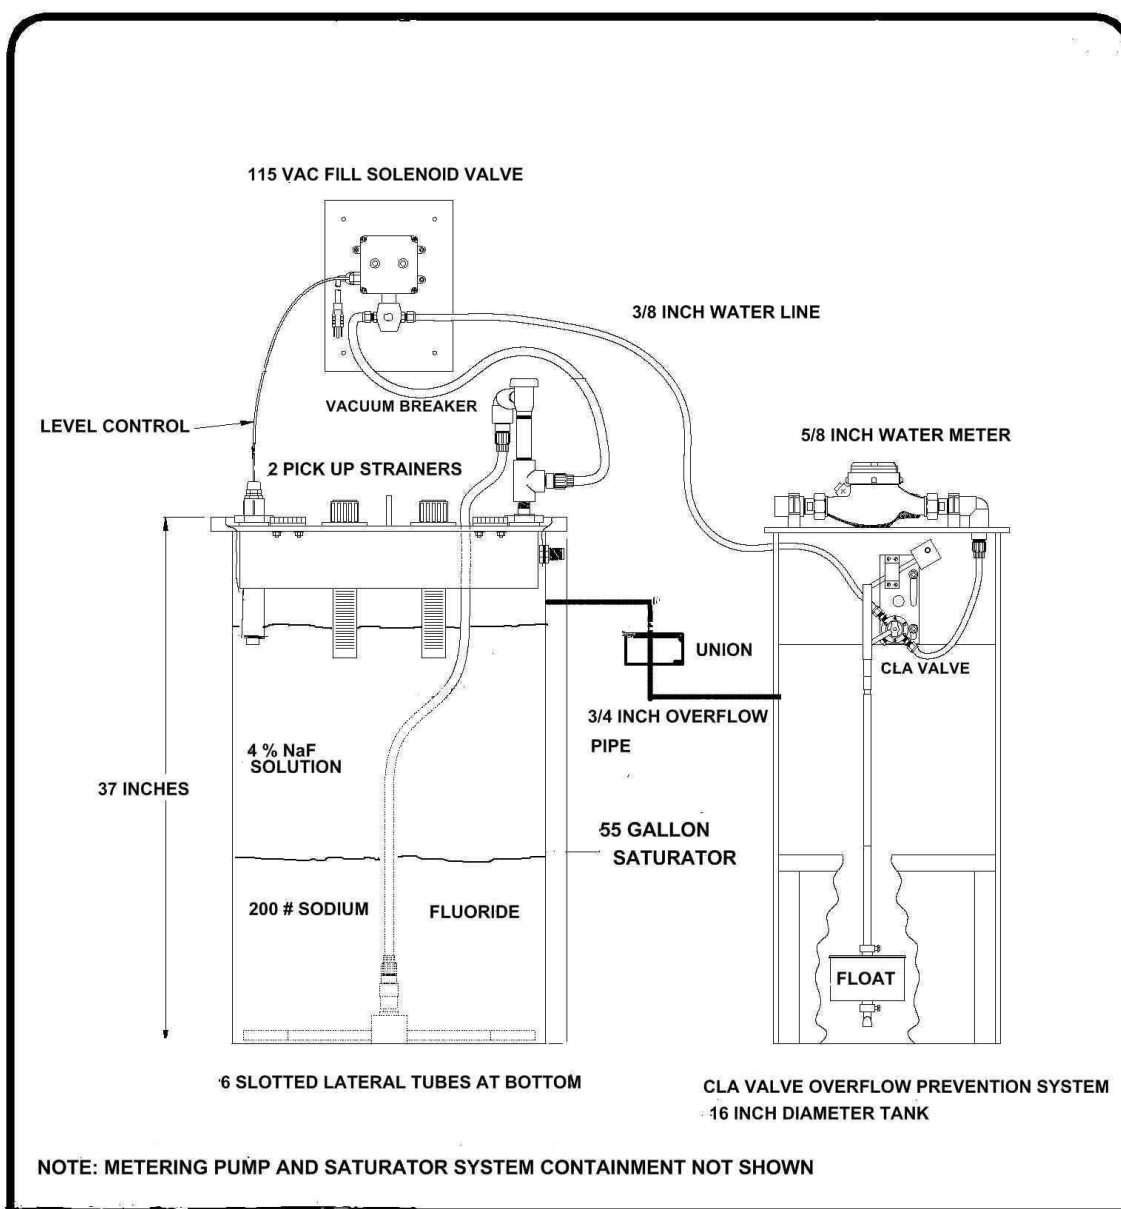 115 VAC FILL SOLENOID VALVE
3/8 INCH WATER LINE
VACUUM BREAKER
LEVEL CONTROL
5/8 INCH WATER METER
2 PICK UP STRAINERS
UNION
CLA VALVE
3/4 INCH OVERFLOW
PIPE
4 % NaF
SOLUTION
37 INCHES
55 GALLON
SATURATOR
200 # SODIUM FLUORIDE
FLOAT
6 SLOTTED LATERAL TUBES AT BOTTOM
CLA VALVE OVERFLOW PREVENTION SYSTEM
16 INCH DIAMETER TANK
NOTE: METERING PUMP AND SATURATOR SYSTEM CONTAINMENT NOT SHOWN